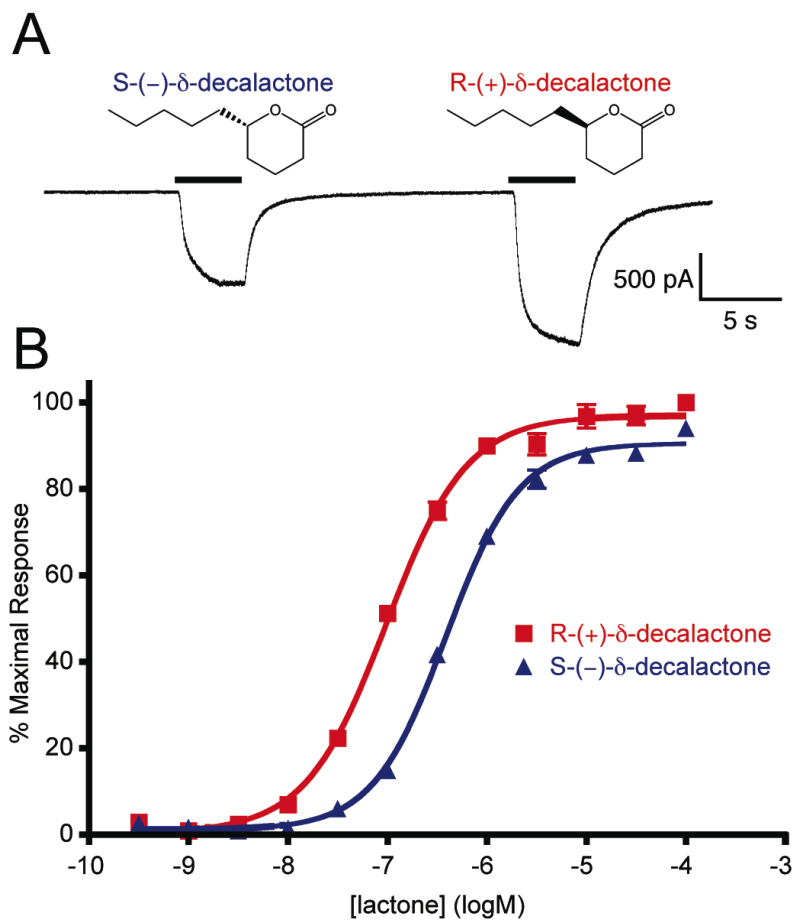 A
S-(−)-δ-decalactone
R-(+)-δ-decalactone
O
O
O
O
500 pA
5 s
B
% Maximal Response
100
80
60
40
20
0
R-(+)-δ-decalactone
S-(−)-δ-decalactone
-10 -9 -8 -7 -6 -5 -4 -3
[lactone] (logM)